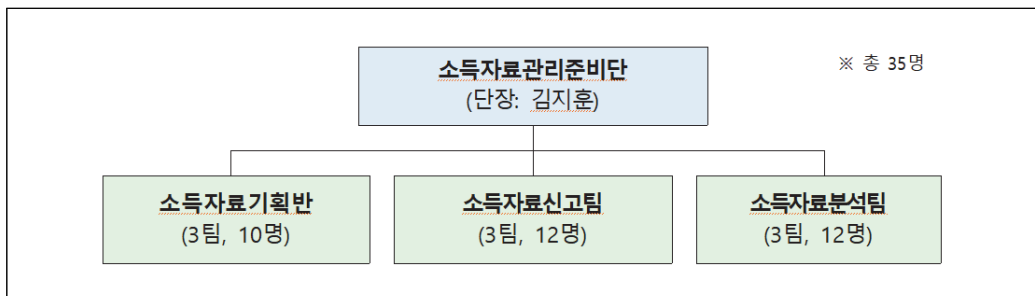 소득자료관리준비단
(단장: 김지훈)
※ 총 35명
소득자료기획반
(3팀, 10명)
소득자료신고팀
(3팀, 12명)
소득자료분석팀
(3팀, 12명)